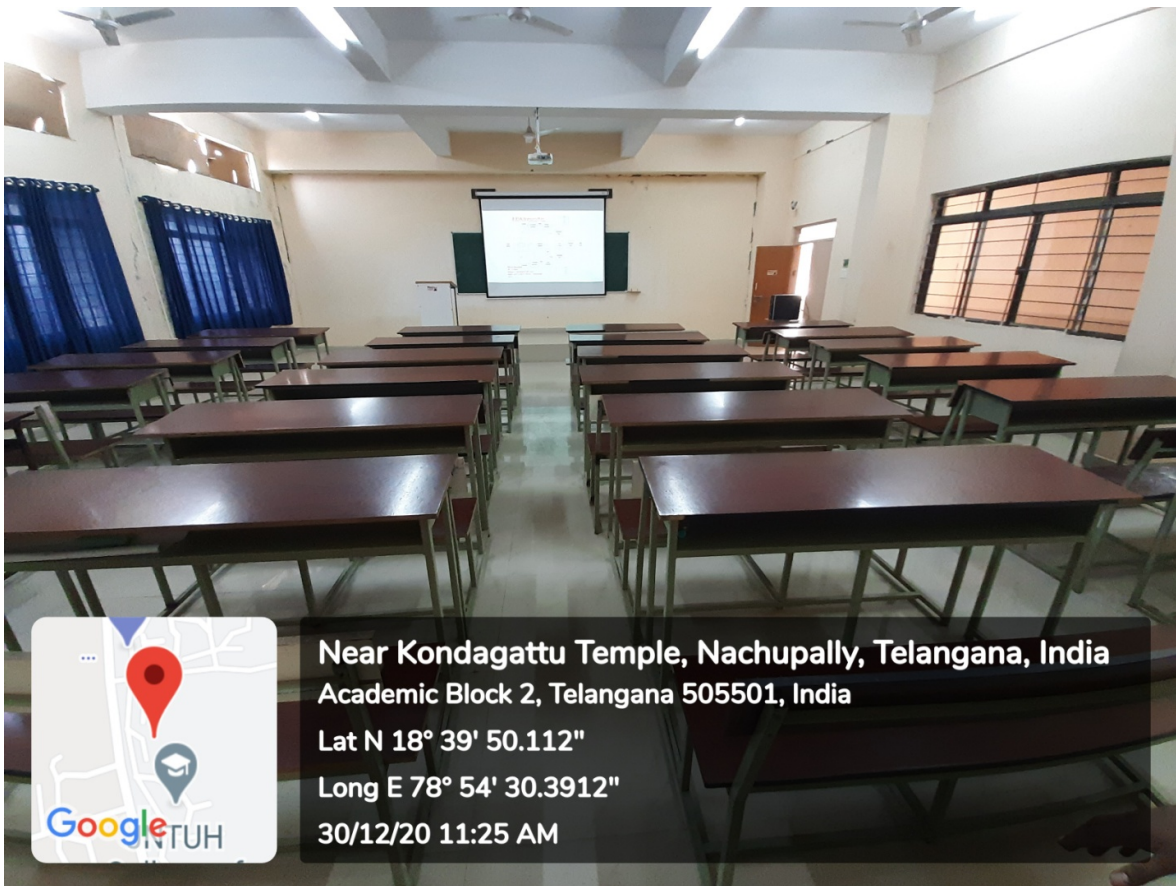 Near Kondagattu Temple, Nachupally, Telangana, India
Academic Block 2, Telangana 505501, India
Lat N 18° 39' 50.112"
Long E 78° 54' 30.3912"
30/12/20 11:25 AM
...
Google
NTUH